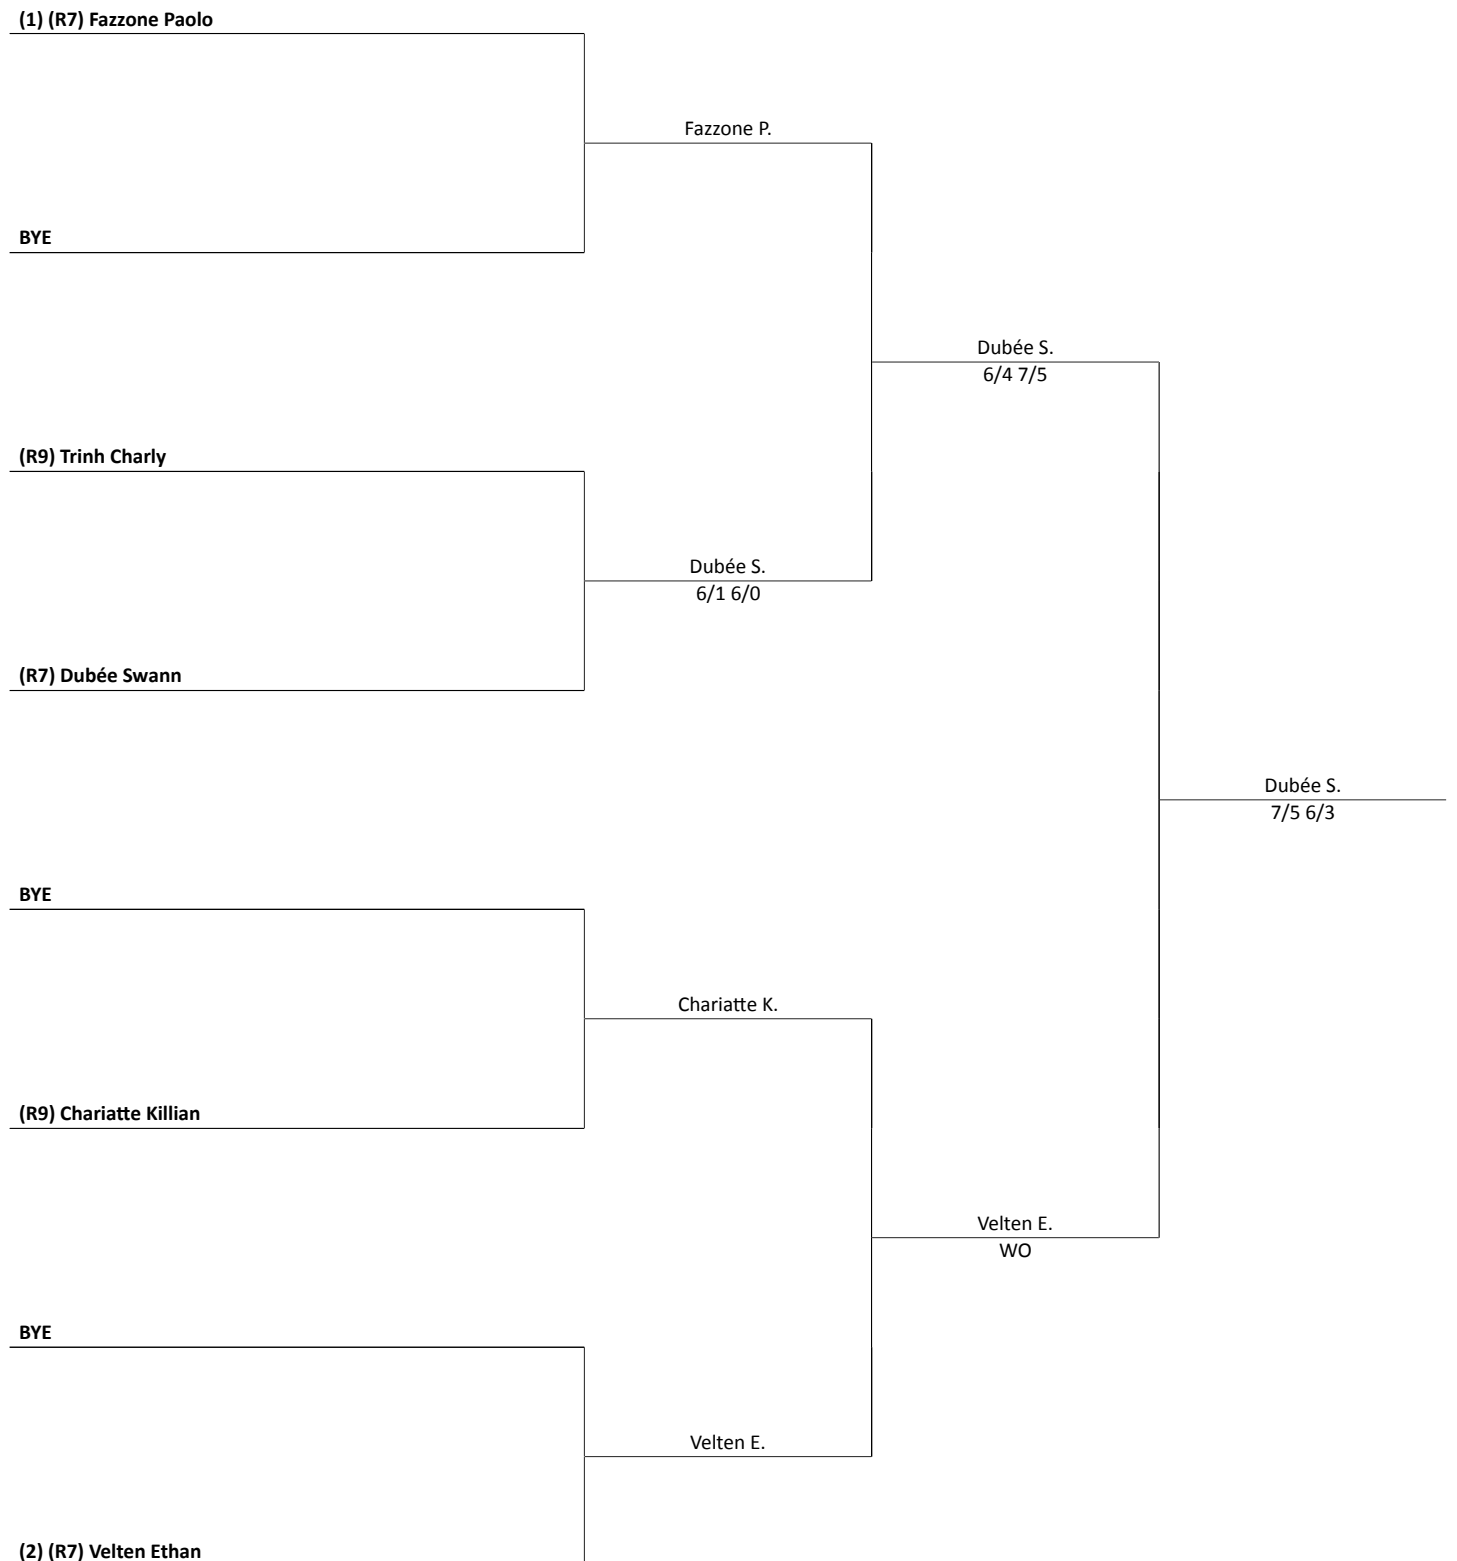 (1) (R7) Fazzone Paolo
Fazzone P.
BYE
Dubée S.
6/4 7/5
(R9) Trinh Charly
Dubée S.
6/1 6/0
(R7) Dubée Swann
Dubée S.
7/5 6/3
BYE
Chariatte K.
(R9) Chariatte Killian
Velten E.
WO
BYE
Velten E.
(2) (R7) Velten Ethan